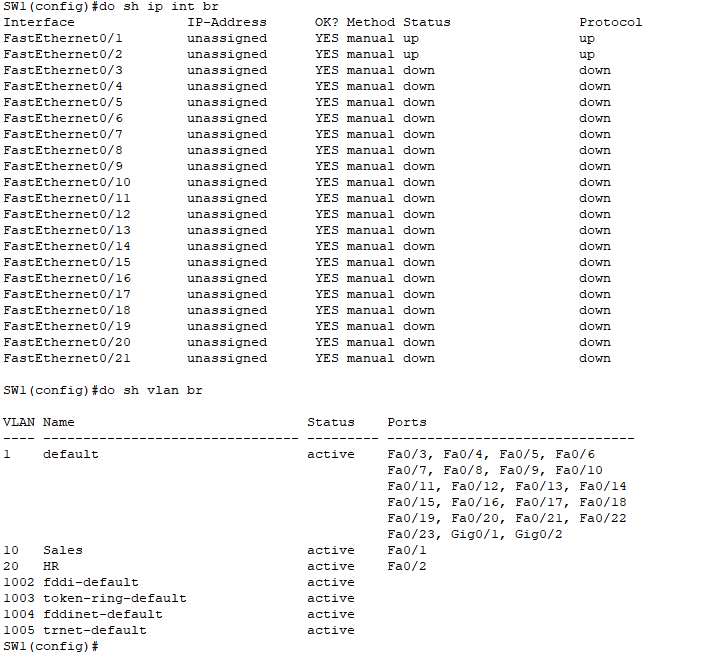 SW1(config)#do sh ip int br
Interface              IP-Address      OK? Method Status                Protocol
FastEthernet0/1        unassigned      YES manual up                    up
FastEthernet0/2        unassigned      YES manual up                    up
FastEthernet0/3        unassigned      YES manual down                  down
FastEthernet0/4        unassigned      YES manual down                  down
FastEthernet0/5        unassigned      YES manual down                  down
FastEthernet0/6        unassigned      YES manual down                  down
FastEthernet0/7        unassigned      YES manual down                  down
FastEthernet0/8        unassigned      YES manual down                  down
FastEthernet0/9        unassigned      YES manual down                  down
FastEthernet0/10       unassigned      YES manual down                  down
FastEthernet0/11       unassigned      YES manual down                  down
FastEthernet0/12       unassigned      YES manual down                  down
FastEthernet0/13       unassigned      YES manual down                  down
FastEthernet0/14       unassigned      YES manual down                  down
FastEthernet0/15       unassigned      YES manual down                  down
FastEthernet0/16       unassigned      YES manual down                  down
FastEthernet0/17       unassigned      YES manual down                  down
FastEthernet0/18       unassigned      YES manual down                  down
FastEthernet0/19       unassigned      YES manual down                  down
FastEthernet0/20       unassigned      YES manual down                  down
FastEthernet0/21       unassigned      YES manual down                  down
SW1(config)#do sh vlan br
VLAN Name                             Status    Ports
---- -------------------------------- --------- -------------------------------
1    default                          active    Fa0/3, Fa0/4, Fa0/5, Fa0/6
                                                Fa0/7, Fa0/8, Fa0/9, Fa0/10
                                                Fa0/11, Fa0/12, Fa0/13, Fa0/14
                                                Fa0/15, Fa0/16, Fa0/17, Fa0/18
                                                Fa0/19, Fa0/20, Fa0/21, Fa0/22
                                                Fa0/23, Gig0/1, Gig0/2
10   Sales                            active    Fa0/1
20   HR                               active    Fa0/2
1002 fddi-default                     active
1003 token-ring-default               active
1004 fddinet-default                  active
1005 trnet-default                    active
SW1(config)#